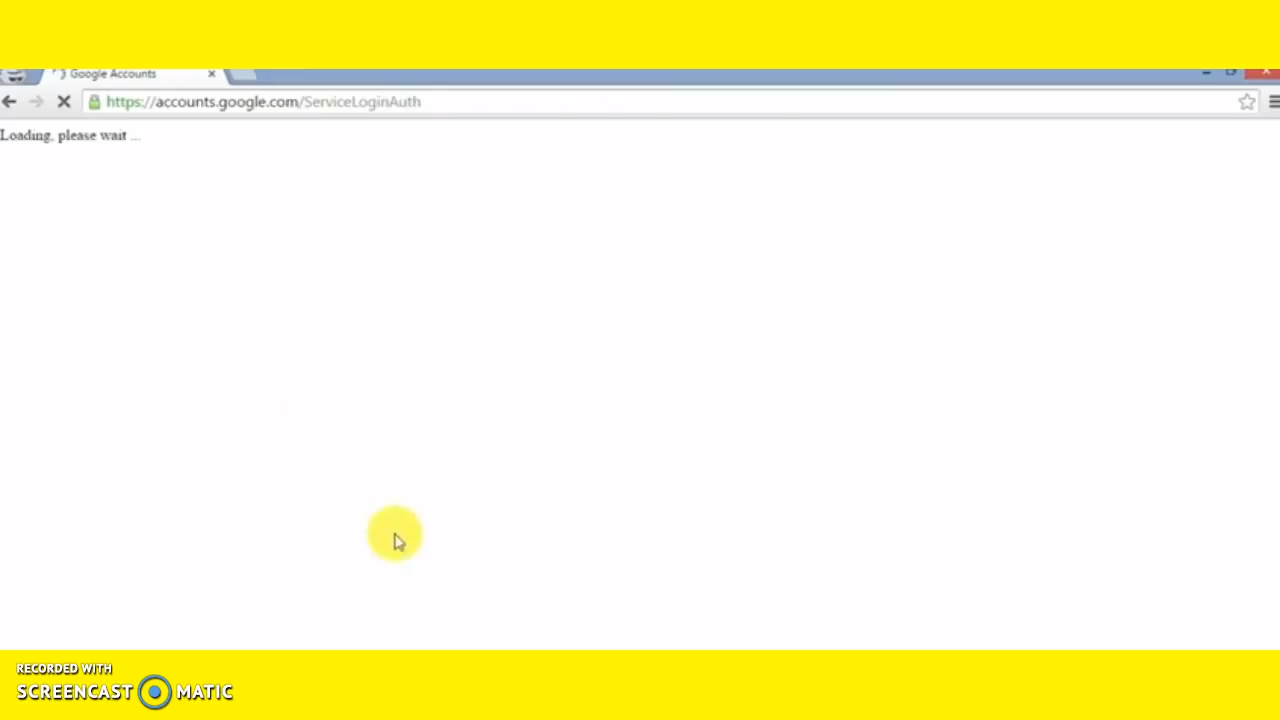 Google Accounts
https://accounts.google.com/ServiceLoginAuth
Loading, please wait ...
RECORDED WITH
SCREENCAST MATIC